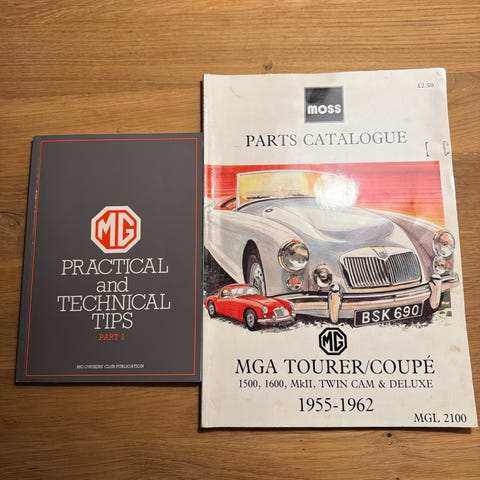 MG
PRACTICAL
and
TECHNICAL
TIPS
PART 1
MG OWNERS' CLUB PUBLICATION
moss
£2.50
PARTS CATALOGUE
BSK 690
MG
MGA TOURER/COUPÉ
1500, 1600, MkII, TWIN CAM & DELUXE
1955-1962
MGL 2100